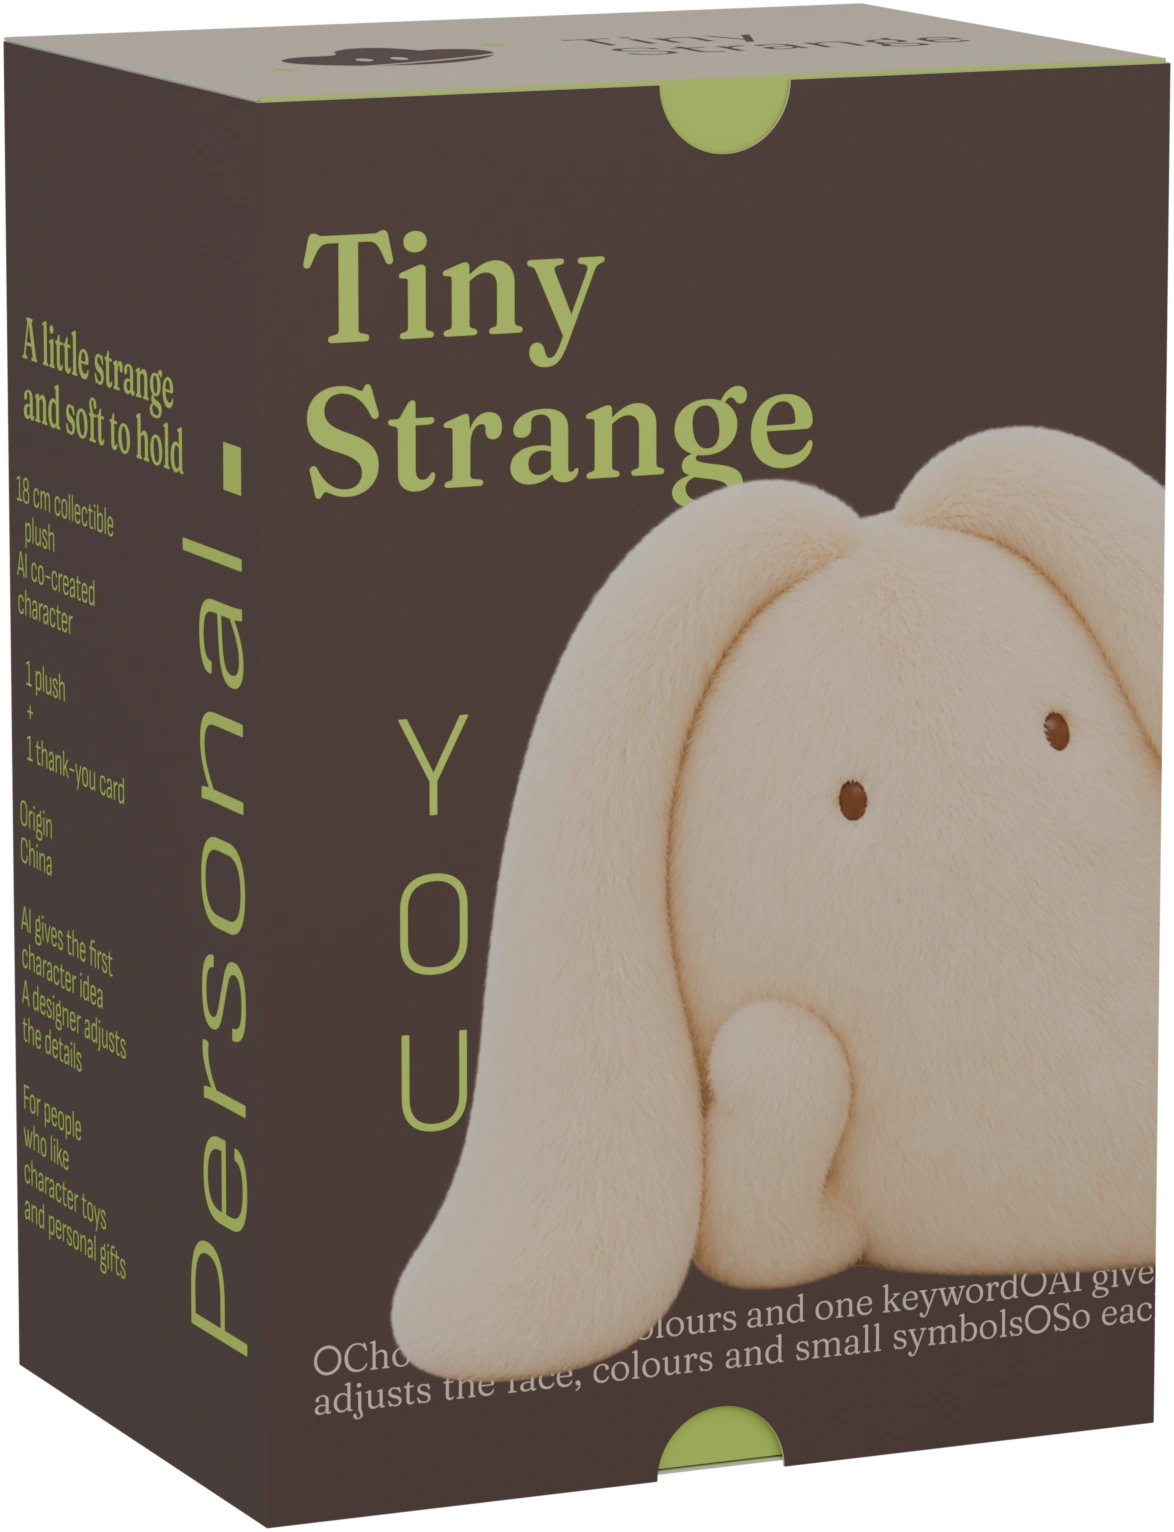 Tiny
Strange
Tiny
Strange
YOU
OCho
olours and one keywordOAI give
adjusts the face, colours and small symbolsOSo eac
A little strange
and soft to hold
18 cm collectible
plush
AI co-created
character
1 plush
+
1 thank-you card
Origin
China
AI gives the first
character idea
A designer adjusts
the details
For people
who like
character toys
and personal gifts
Personal